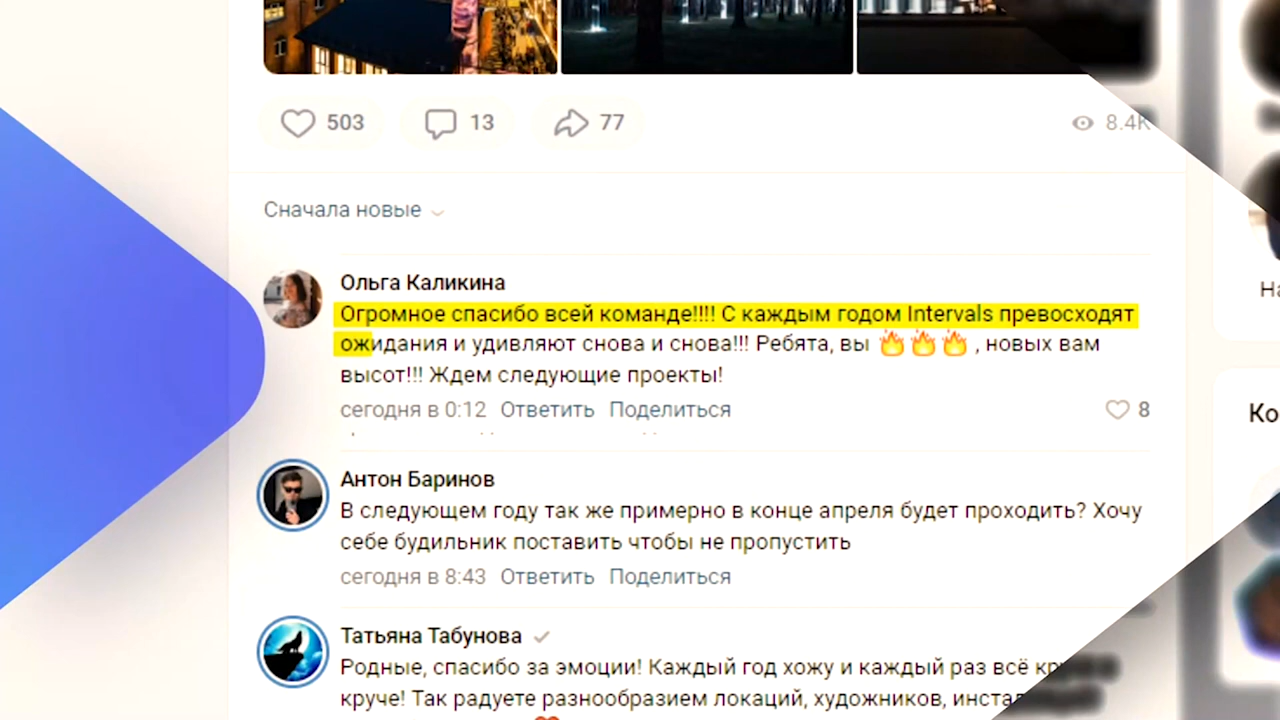 503
13
77
8.4K
Сначала новые
Ольга Каликина
Огромное спасибо всей команде!!!! С каждым годом Intervals превосходят
ожидания и удивляют снова и снова!!! Ребята, вы 🔥🔥🔥 , новых вам
высот!!! Ждем следующие проекты!
сегодня в 0:12 Ответить Поделиться
8
Антон Баринов
В следующем году так же примерно в конце апреля будет проходить? Хочу
себе будильник поставить чтобы не пропустить
сегодня в 8:43 Ответить Поделиться
Татьяна Табунова
Родные, спасибо за эмоции! Каждый год хожу и каждый раз всё
круче! Так радуете разнообразием локаций, художников,